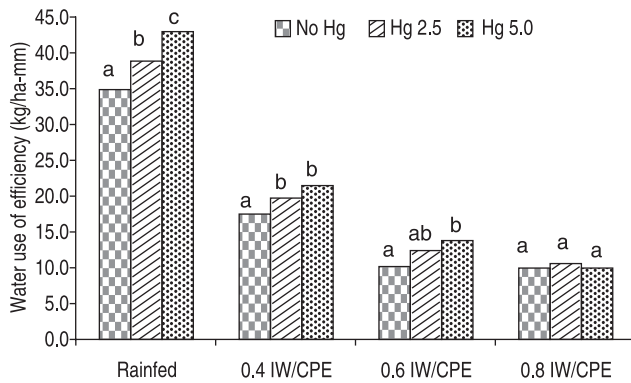 Water use of efficiency (kg/ha-mm)
45.0
40.0
35.0
30.0
25.0
20.0
15.0
10.0
5.0
0.0
No Hg Hg 2.5 Hg 5.0
a b c
a b b
a ab b
a a a
Rainfed 0.4 IW/CPE 0.6 IW/CPE 0.8 IW/CPE